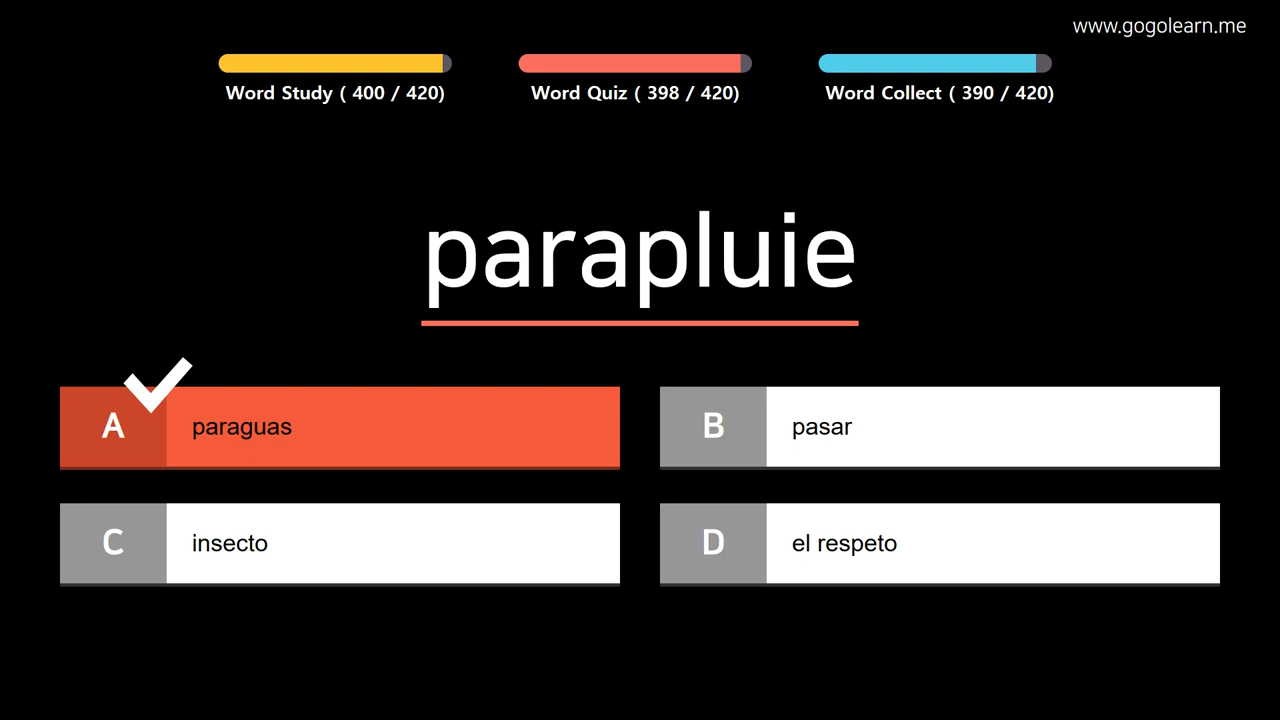 www.gogolearn.me
Word Study ( 400 / 420)
Word Quiz ( 398 / 420)
Word Collect ( 390 / 420)
parapluie
A
paraguas
B
pasar
C
insecto
D
el respeto